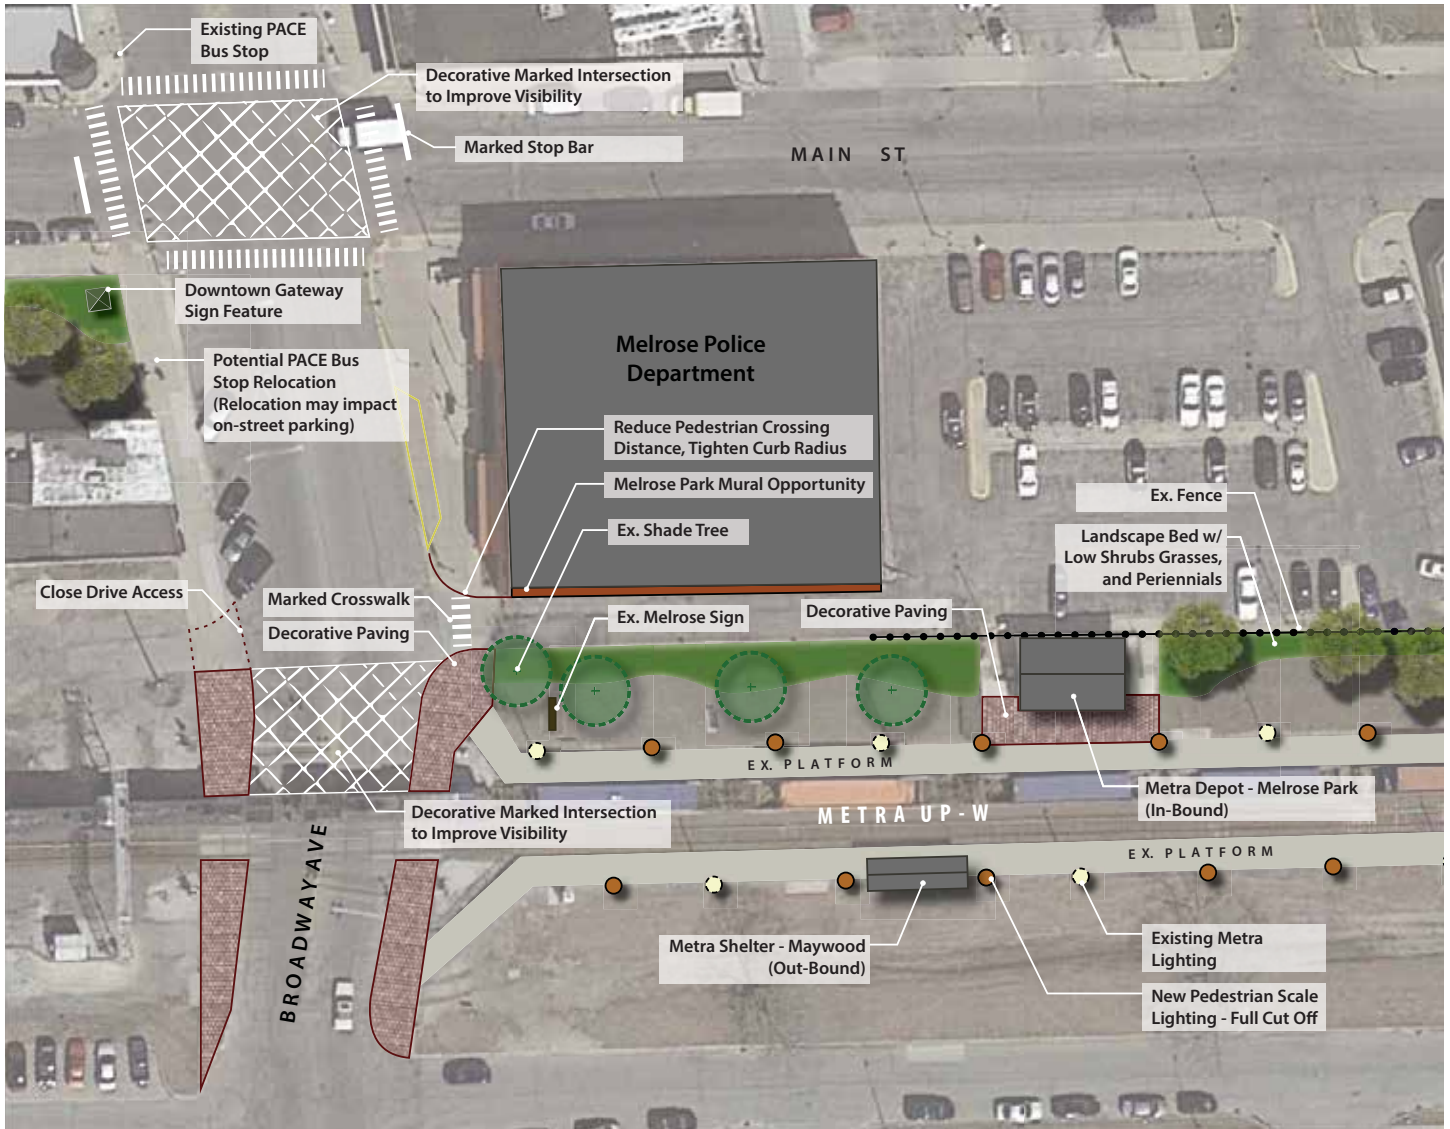 Existing PACE
Bus Stop
Decorative Marked Intersection
to Improve Visibility
Marked Stop Bar
MAIN ST
Downtown Gateway
Sign Feature
Potential PACE Bus
Stop Relocation
(Relocation may impact
on-street parking)
Melrose Police
Department
Reduce Pedestrian Crossing
Distance, Tighten Curb Radius
Melrose Park Mural Opportunity
Ex. Shade Tree
Ex. Fence
Landscape Bed w/
Low Shrubs Grasses,
and Periennials
Close Drive Access
Marked Crosswalk
Decorative Paving
Ex. Melrose Sign
Decorative Paving
EX. PLATFORM
Metra Depot - Melrose Park
(In-Bound)
Decorative Marked Intersection
to Improve Visibility
METRA UP-W
BROADWAY AVE
EX. PLATFORM
Metra Shelter - Maywood
(Out-Bound)
Existing Metra
Lighting
New Pedestrian Scale
Lighting - Full Cut Off